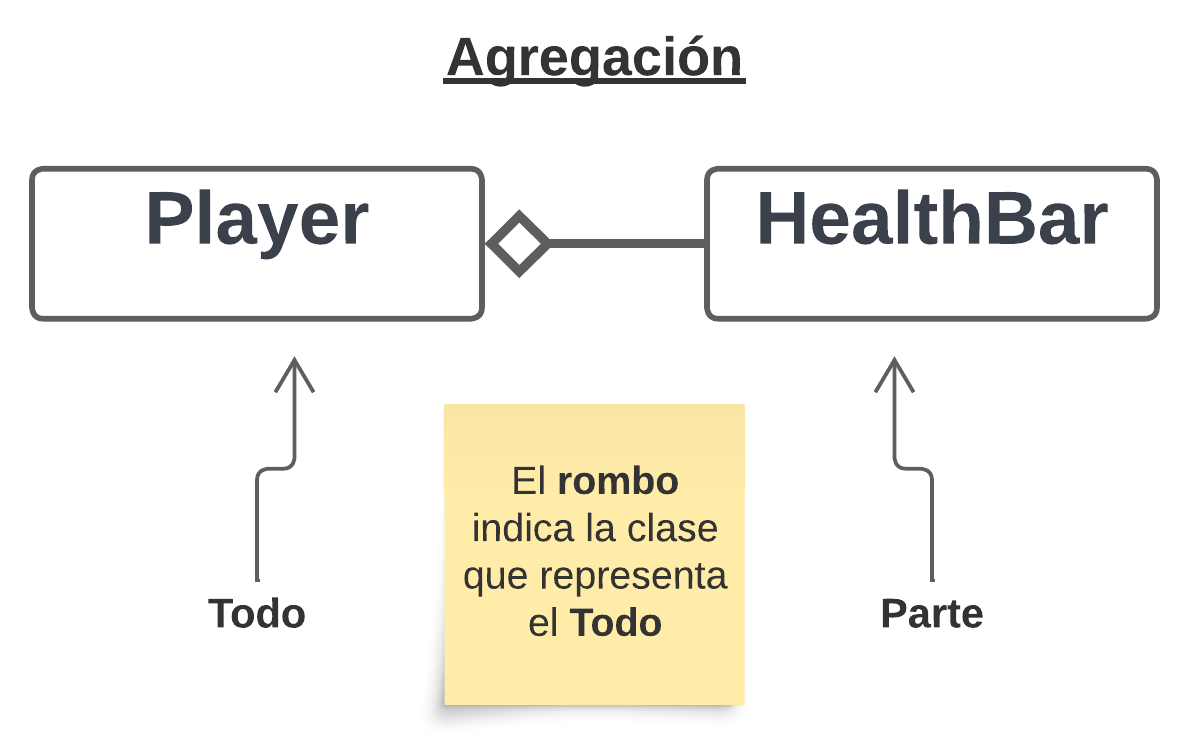 Agregación
Player
HealthBar
El rombo
indica la clase
que representa
el Todo
Todo
Parte